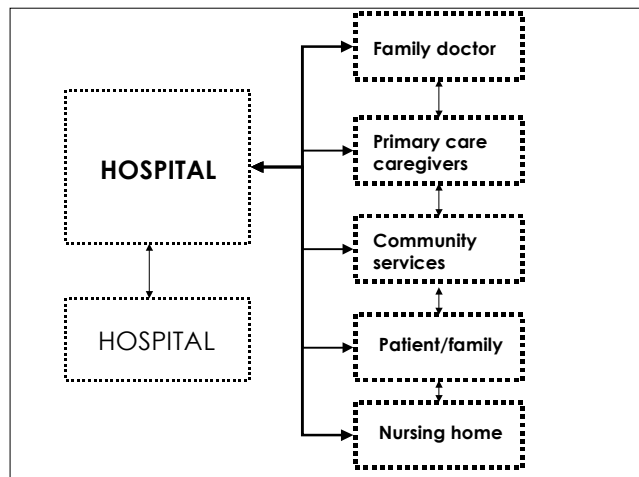 Family doctor
Primary care
caregivers
HOSPITAL
Community
services
HOSPITAL
Patient/family
Nursing home